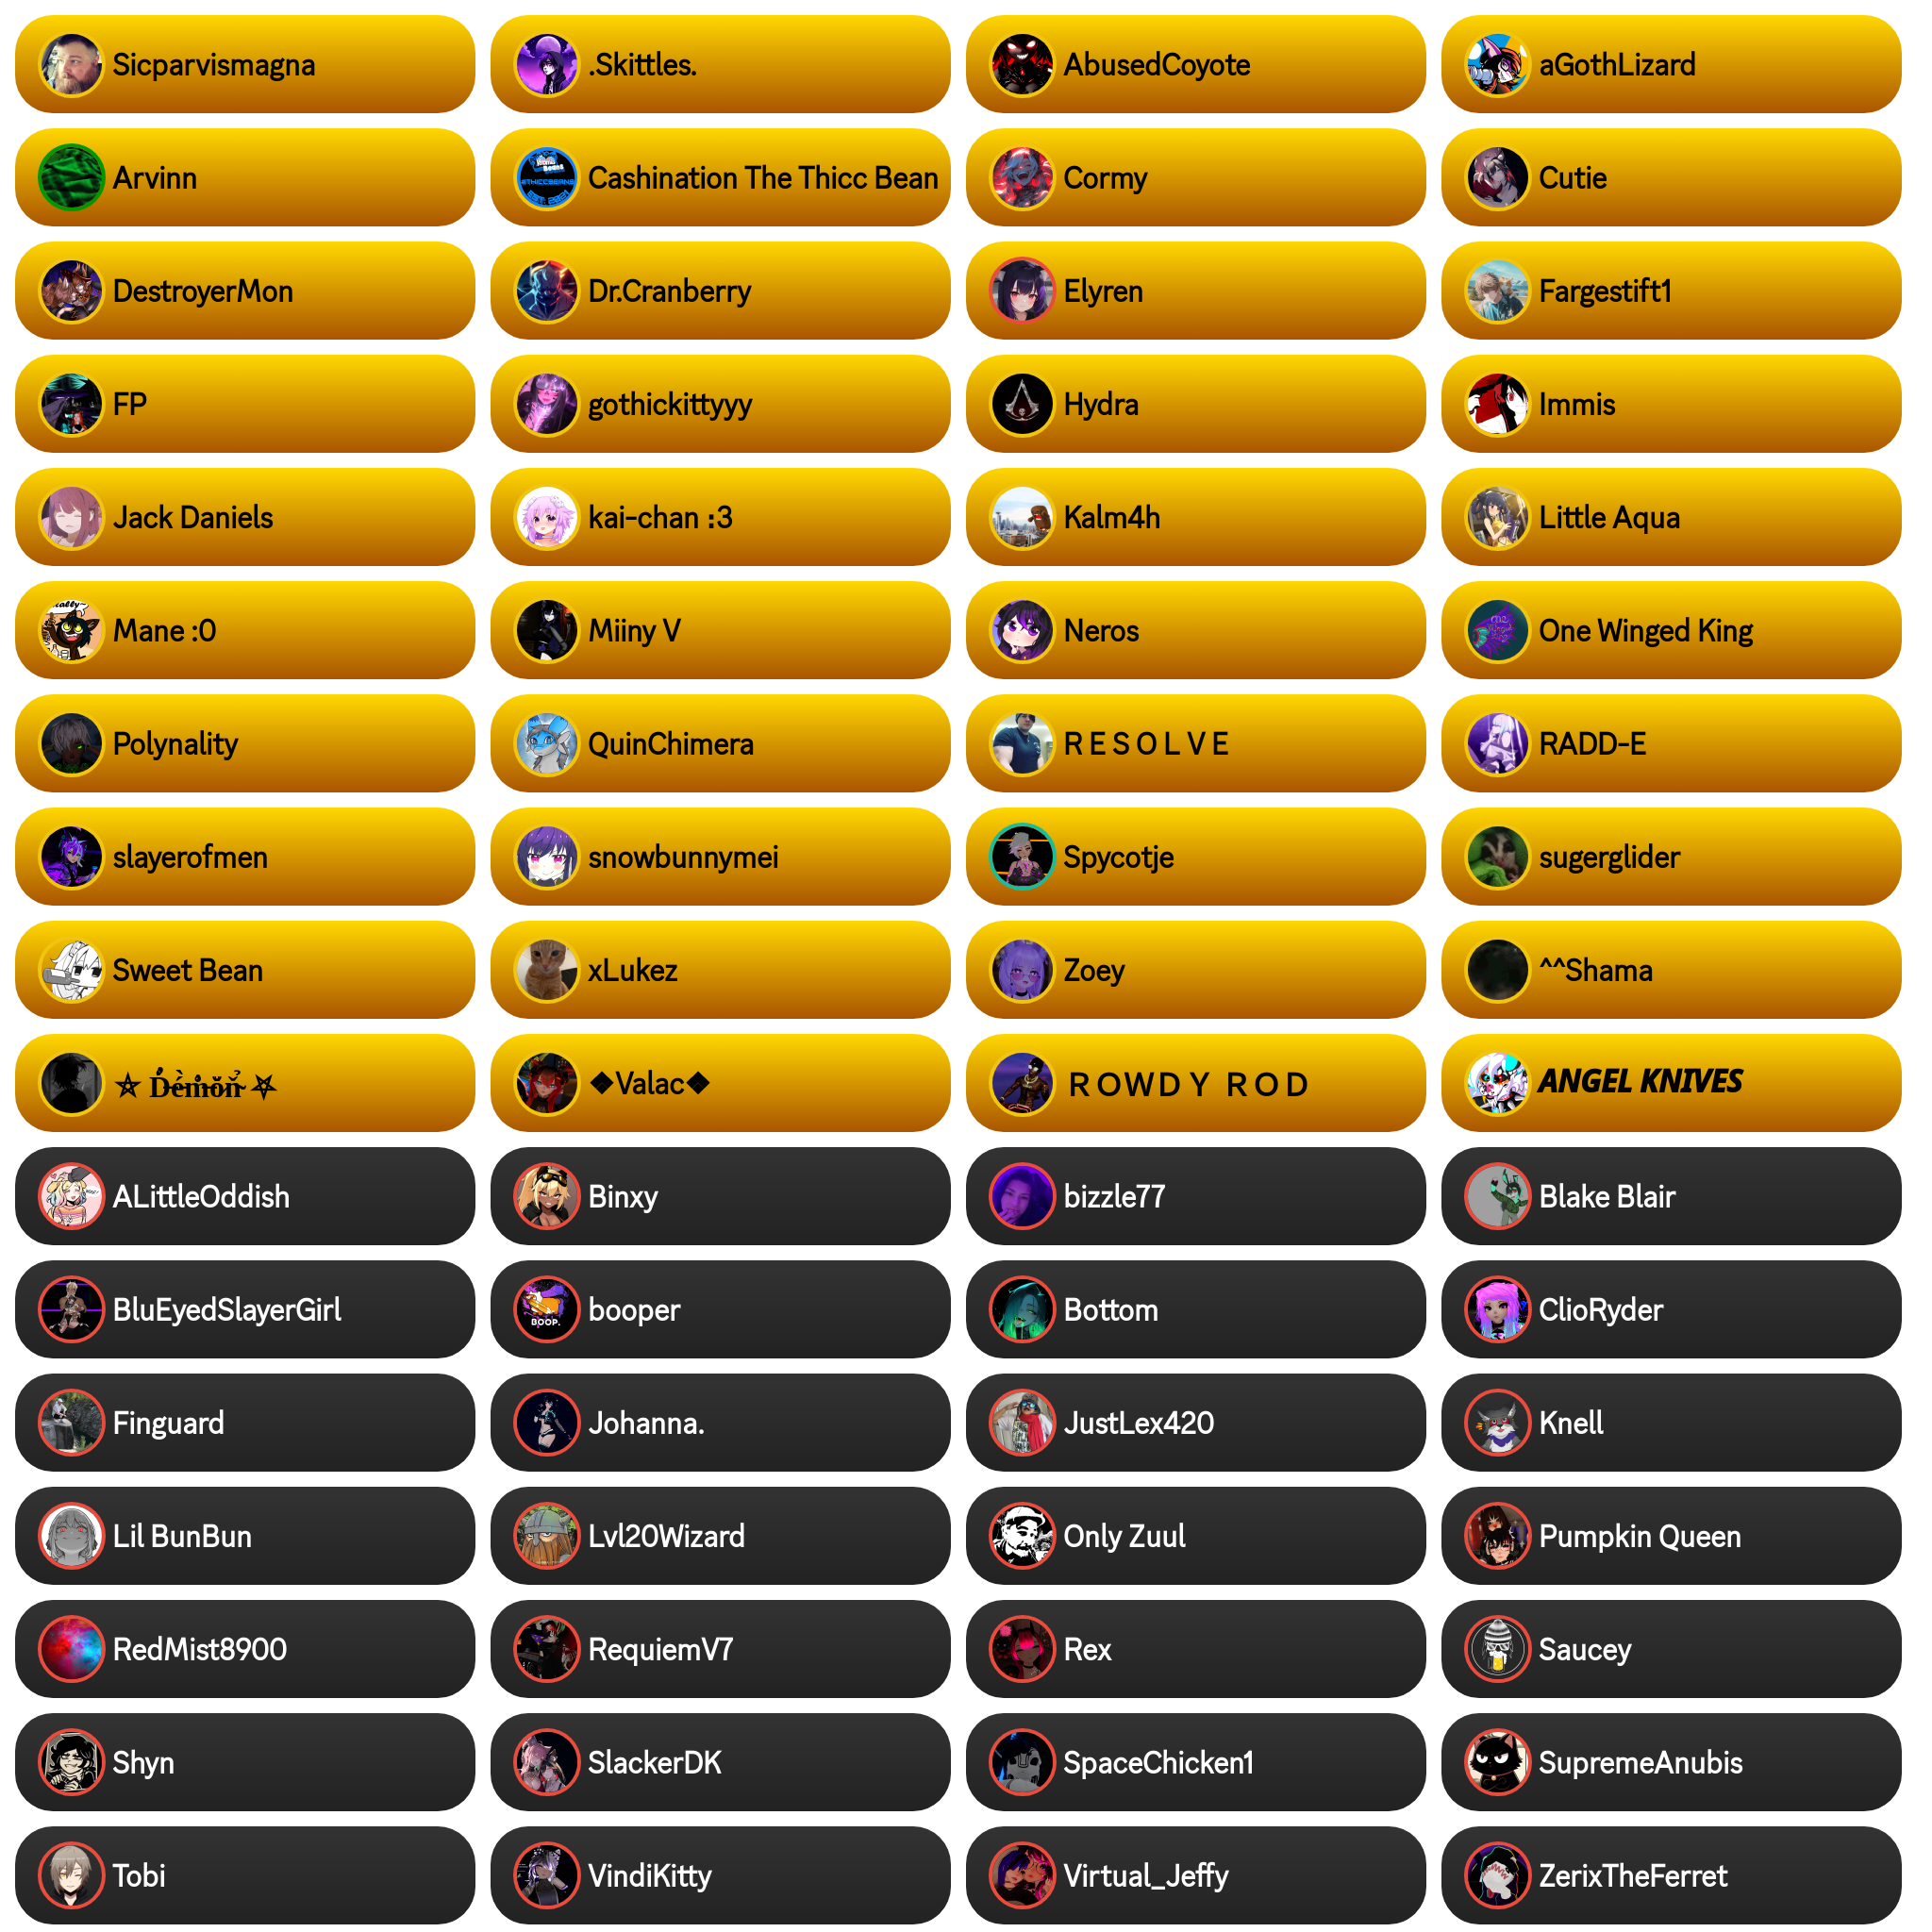 Sicparvismagna
.Skittles.
AbusedCoyote
aGothLizard
Arvinn
Cashination The Thicc Bean
Cormy
Cutie
DestroyerMon
Dr.Cranberry
Elyren
Fargestift1
FP
gothickittyyy
Hydra
Immis
Jack Daniels
kai-chan :3
Kalm4h
Little Aqua
Mane :0
Miiny V
Neros
One Winged King
Polynality
QuinChimera
R E S O L V E
RADD-E
slayerofmen
snowbunnymei
Spycotje
sugerglider
Sweet Bean
xLukez
Zoey
^^Shama
❖Valac❖
ＲＯＷＤＹ ＲＯＤ
ANGEL KNIVES
ALittleOddish
Binxy
bizzle77
Blake Blair
BluEyedSlayerGirl
booper
BOOP.
Bottom
ClioRyder
Finguard
Johanna.
JustLex420
Knell
Lil BunBun
Lvl20Wizard
Only Zuul
Pumpkin Queen
RedMist8900
RequiemV7
Rex
Saucey
Shyn
SlackerDK
SpaceChicken1
SupremeAnubis
Tobi
VindiKitty
Virtual_Jeffy
ZerixTheFerret